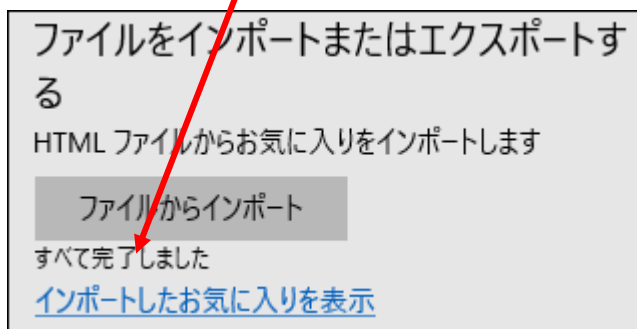 ファイルをインポートまたはエクスポートす
る
HTML ファイルからお気に入りをインポートします
ファイルからインポート
すべて完了しました
インポートしたお気に入りを表示